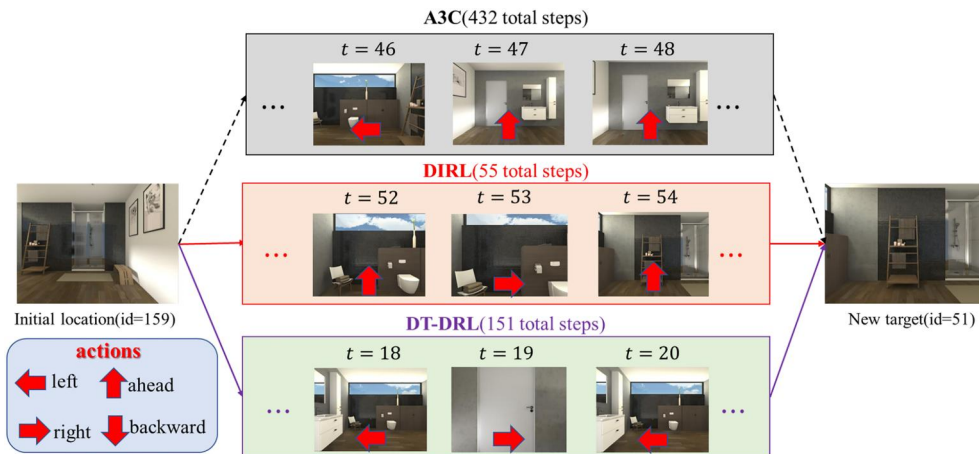 A3C(432 total steps)
... t = 46 t = 47 t = 48 ...
DIRL(55 total steps)
... t = 52 t = 53 t = 54 ...
Initial location(id=159)
New target(id=51)
DT-DRL(151 total steps)
... t = 18 t = 19 t = 20 ...
actions
left ahead
right backward